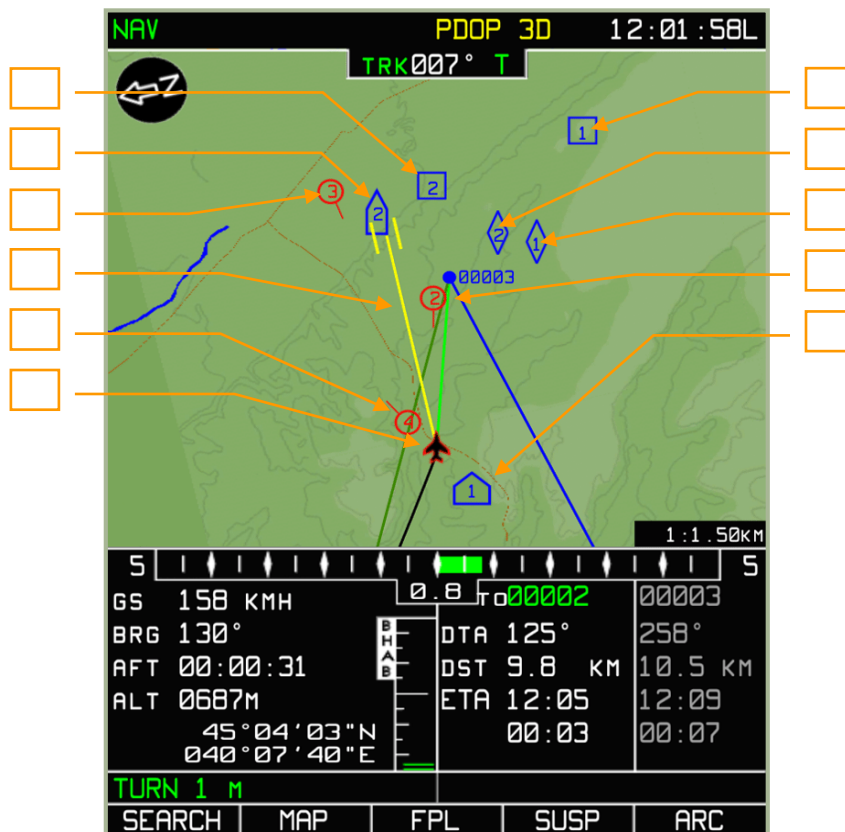 NAV PDOP 3D 12:01:58L
TRK007° T
N
1
2
3
2
2
1
00003
2
4
1
1:1.50KM
5 5
0.8
GS 158 KMH
TO00002 00003
BRG 130°
BHAB
DTA 125° 258°
AFT 00:00:31
DST 9.8 KM 10.5 KM
ALT 0687M
ETA 12:05 12:09
45°04'03"N
00:03 00:07
040°07'40"E
TURN 1 M
SEARCH MAP FPL SUSP ARC